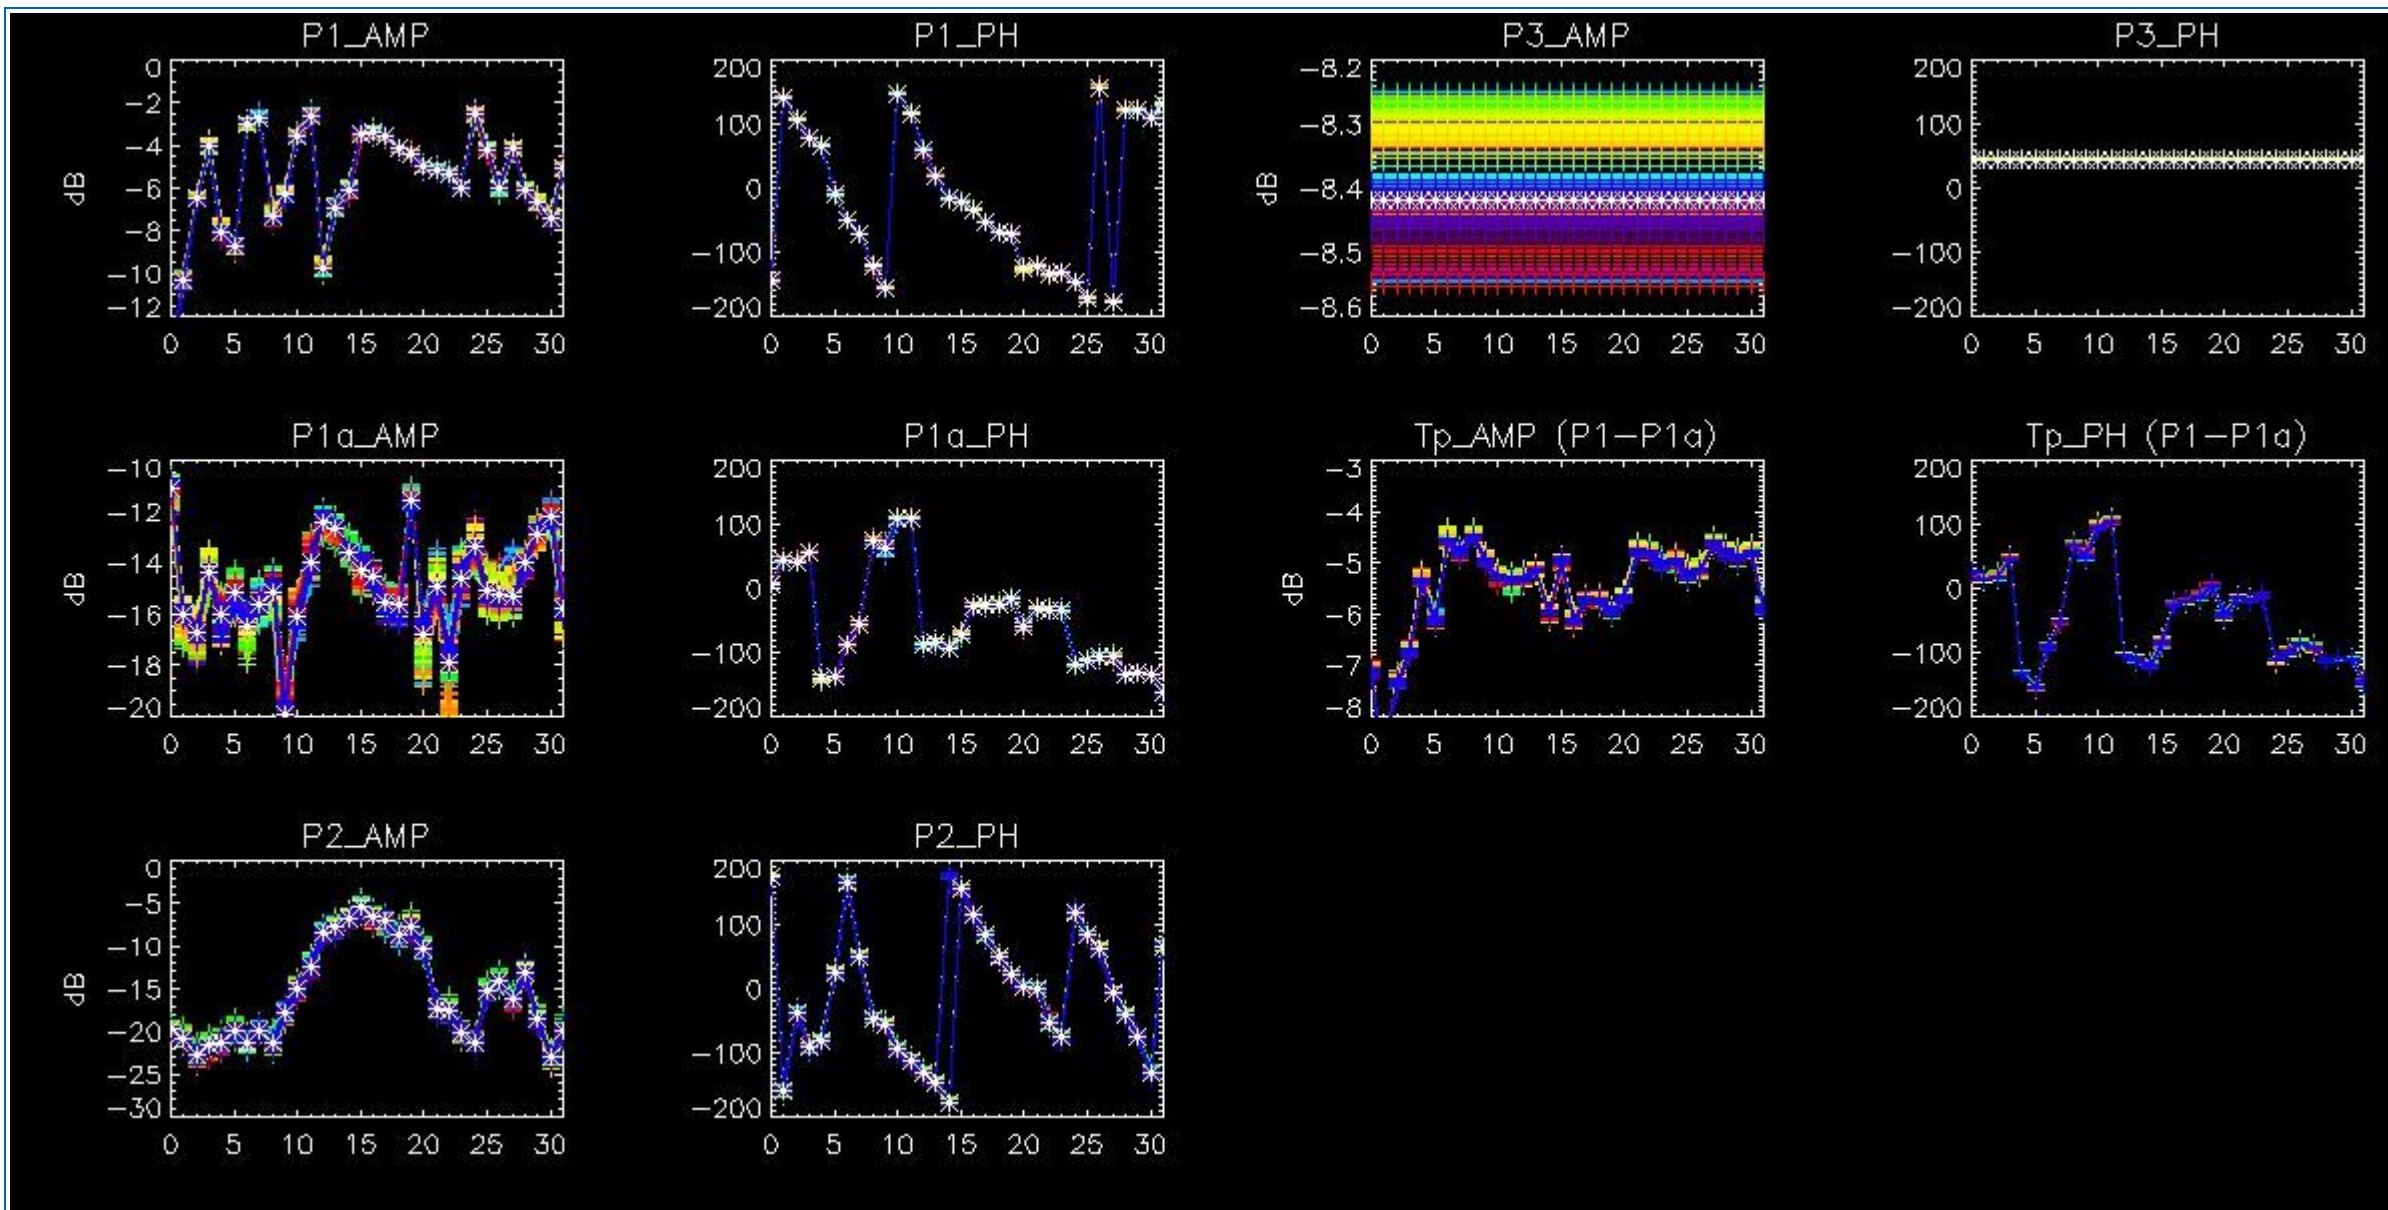 P1_AMP P1_PH P3_AMP P3_PH
0 200 −8.2 200
−2
−4 100 −8.3 100
dB −6 0 dB −8.4 0
−8
−10 −100 −8.5 −100
−12 −200 −8.6 −200
0 5 10 15 20 25 30 0 5 10 15 20 25 30 0 5 10 15 20 25 30 0 5 10 15 20 25 30
P1a_AMP P1a_PH Tp_AMP (P1−P1a) Tp_PH (P1−P1a)
−10 200 −3 200
−12 100 −4 100
−14 −5
dB 0 dB 0
−16 −6
−18 −100 −7 −100
−20 −200 −8 −200
0 5 10 15 20 25 30 0 5 10 15 20 25 30 0 5 10 15 20 25 30 0 5 10 15 20 25 30
P2_AMP P2_PH
0 200
−5
−10 100
dB −15 0
−20
−25 −100
−30 −200
0 5 10 15 20 25 30 0 5 10 15 20 25 30